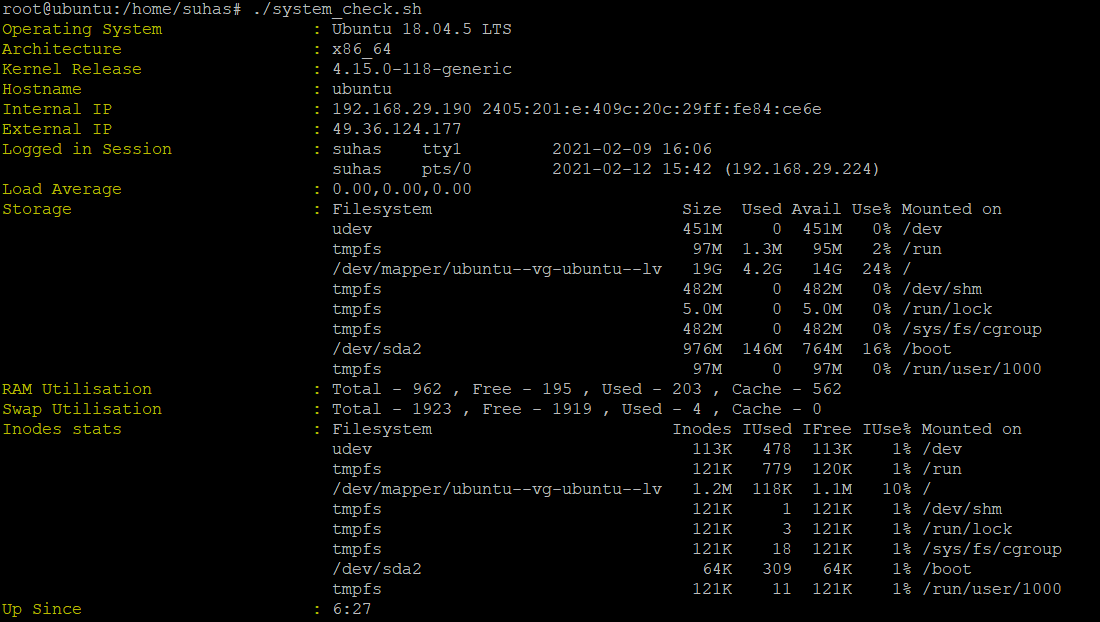 root@ubuntu:/home/suhas# ./system_check.sh
Operating System : Ubuntu 18.04.5 LTS
Architecture : x86_64
Kernel Release : 4.15.0-118-generic
Hostname : ubuntu
Internal IP : 192.168.29.190 2405:201:e:409c:20c:29ff:fe84:ce6e
External IP : 49.36.124.177
Logged in Session : suhas tty1 2021-02-09 16:06
suhas pts/0 2021-02-12 15:42 (192.168.29.224)
Load Average : 0.00,0.00,0.00
Storage : Filesystem Size Used Avail Use% Mounted on
udev 451M 0 451M 0% /dev
tmpfs 97M 1.3M 95M 2% /run
/dev/mapper/ubuntu--vg-ubuntu--lv 19G 4.2G 14G 24% /
tmpfs 482M 0 482M 0% /dev/shm
tmpfs 5.0M 0 5.0M 0% /run/lock
tmpfs 482M 0 482M 0% /sys/fs/cgroup
/dev/sda2 976M 146M 764M 16% /boot
tmpfs 97M 0 97M 0% /run/user/1000
RAM Utilisation : Total - 962 , Free - 195 , Used - 203 , Cache - 562
Swap Utilisation : Total - 1923 , Free - 1919 , Used - 4 , Cache - 0
Inodes stats : Filesystem Inodes IUsed IFree IUse% Mounted on
udev 113K 478 113K 1% /dev
tmpfs 121K 779 120K 1% /run
/dev/mapper/ubuntu--vg-ubuntu--lv 1.2M 118K 1.1M 10% /
tmpfs 121K 1 121K 1% /dev/shm
tmpfs 121K 3 121K 1% /run/lock
tmpfs 121K 18 121K 1% /sys/fs/cgroup
/dev/sda2 64K 309 64K 1% /boot
tmpfs 121K 11 121K 1% /run/user/1000
Up Since : 6:27